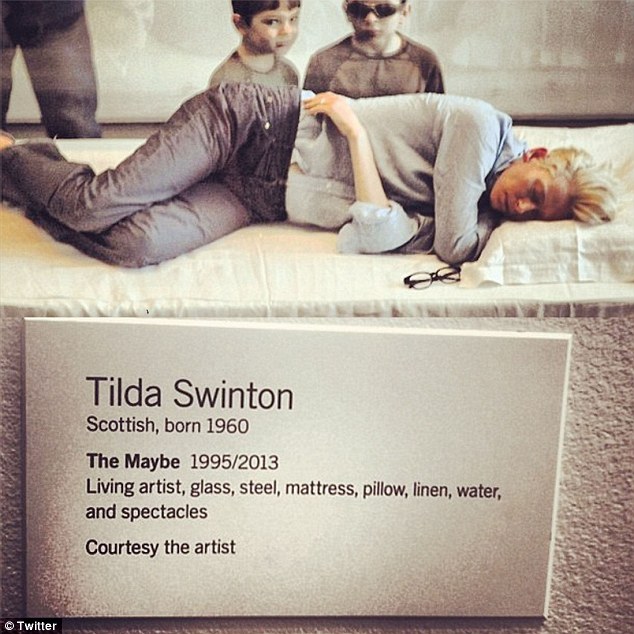 Tilda Swinton
Scottish, born 1960
The Maybe 1995/2013
Living artist, glass, steel, mattress, pillow, linen, water,
and spectacles
Courtesy the artist
© Twitter